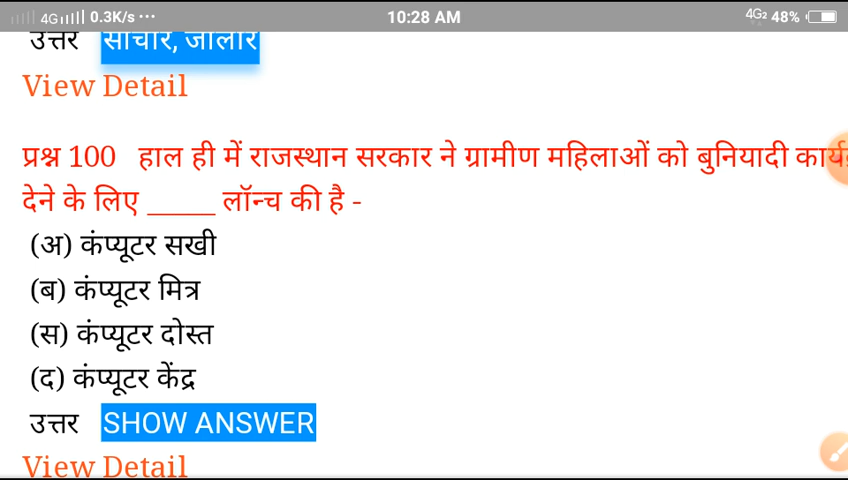 4G 0.3K/s ··· 10:28 AM 4G2 48%
उत्तर सांचौर, जालौर
View Detail
प्रश्न 100 हाल ही में राजस्थान सरकार ने ग्रामीण महिलाओं को बुनियादी
देने के लिए _____ लॉन्च की है -
(अ) कंप्यूटर सखी
(ब) कंप्यूटर मित्र
(स) कंप्यूटर दोस्त
(द) कंप्यूटर केंद्र
उत्तर SHOW ANSWER
View Detail